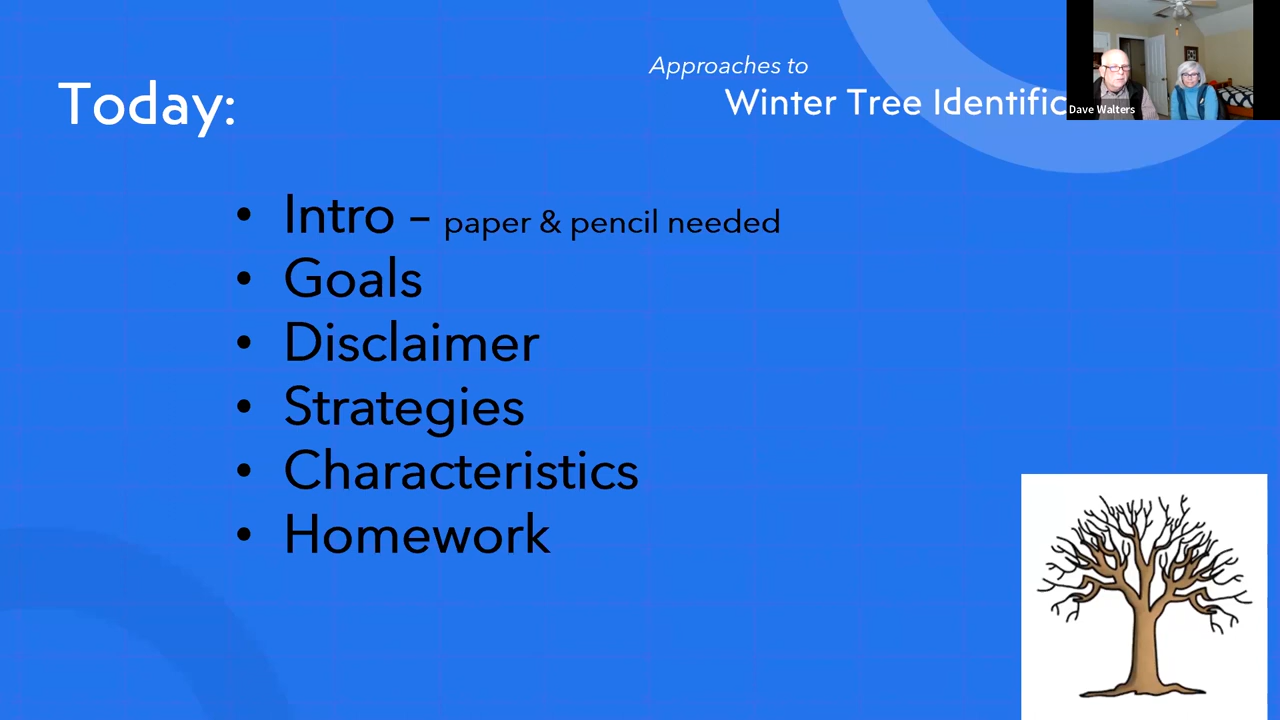 Approaches to
Today:
Winter Tree Identific
Dave Walters
• Intro – paper & pencil needed
• Goals
• Disclaimer
• Strategies
• Characteristics
• Homework